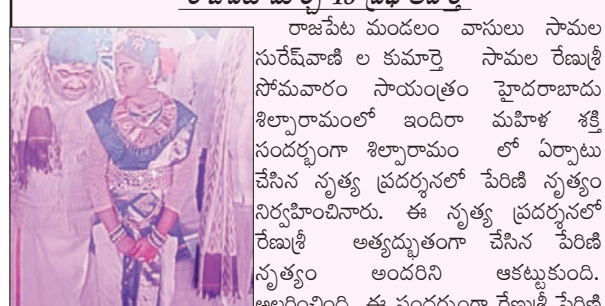 రాజపేట మండలం వాసులు సామల
సురేష్‌వాణి ల కుమార్తె సామల రేణుశ్రీ
సోమవారం సాయంత్రం హైదరాబాదు
శిల్పారామంలో ఇందిరా మహిళ శక్తి
సందర్భంగా శిల్పారామం లో ఏర్పాటు
చేసిన నృత్య ప్రదర్శనలో పేరిణి నృత్యం
నిర్వహించినారు. ఈ నృత్య ప్రదర్శనలో
రేణుశ్రీ అత్యద్భుతంగా చేసిన పేరిణి
నృత్యం అందరిని ఆకట్టుకుంది.